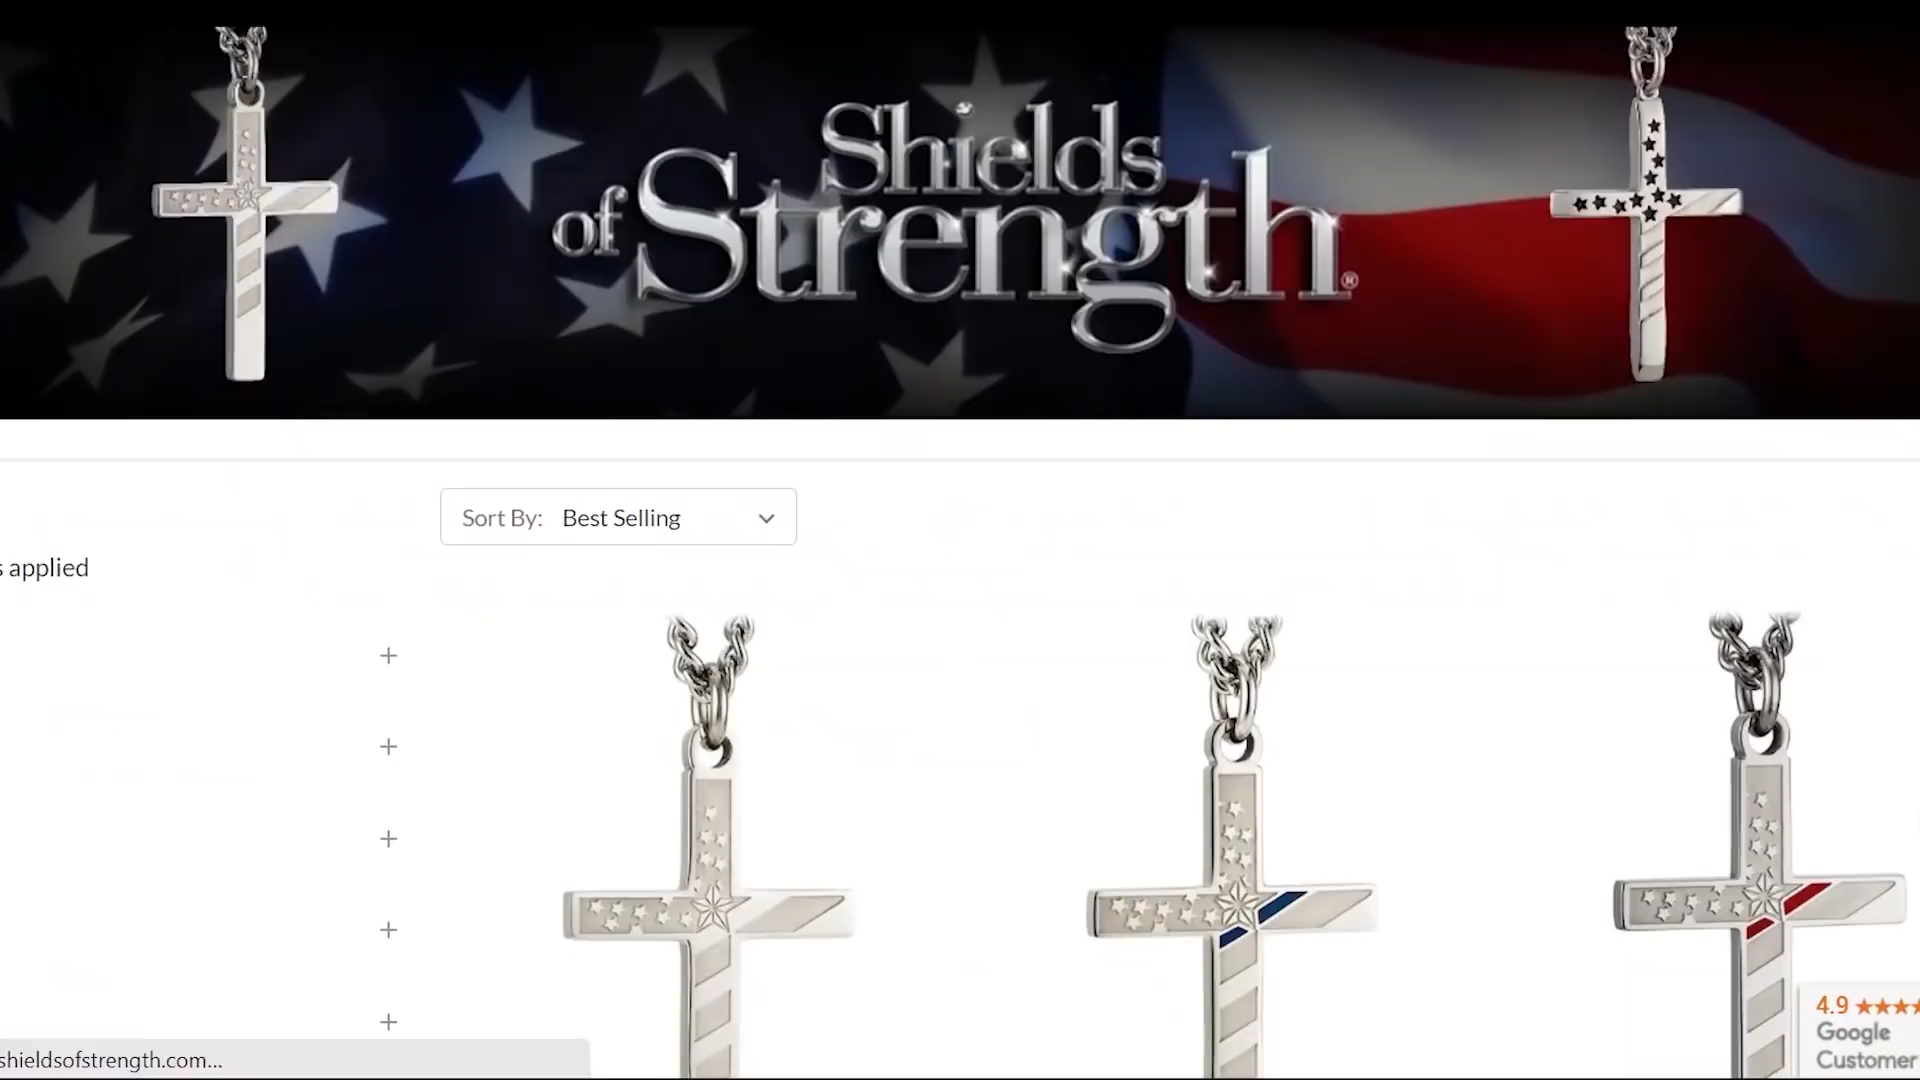 Shields
of Strength®
Sort By: Best Selling
applied
+
+
+
+
+
4.9 ★★★★
Google
Customer
shieldsofstrength.com...